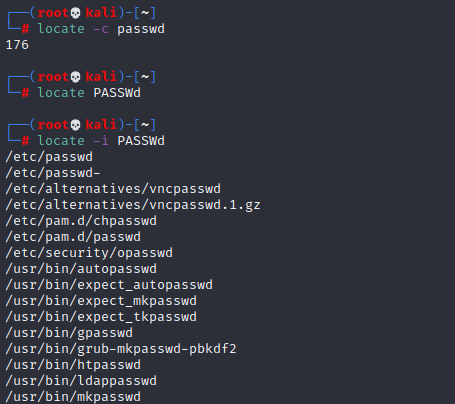 ┌──(root💀kali)-[~]
└─# locate -c passwd
176

┌──(root💀kali)-[~]
└─# locate PASSWd

┌──(root💀kali)-[~]
└─# locate -i PASSWd
/etc/passwd
/etc/passwd-
/etc/alternatives/vncpasswd
/etc/alternatives/vncpasswd.1.gz
/etc/pam.d/chpasswd
/etc/pam.d/passwd
/etc/security/opasswd
/usr/bin/autopasswd
/usr/bin/expect_autopasswd
/usr/bin/expect_mkpasswd
/usr/bin/expect_tkpasswd
/usr/bin/gpasswd
/usr/bin/grub-mkpasswd-pbkdf2
/usr/bin/htpasswd
/usr/bin/ldappasswd
/usr/bin/mkpasswd